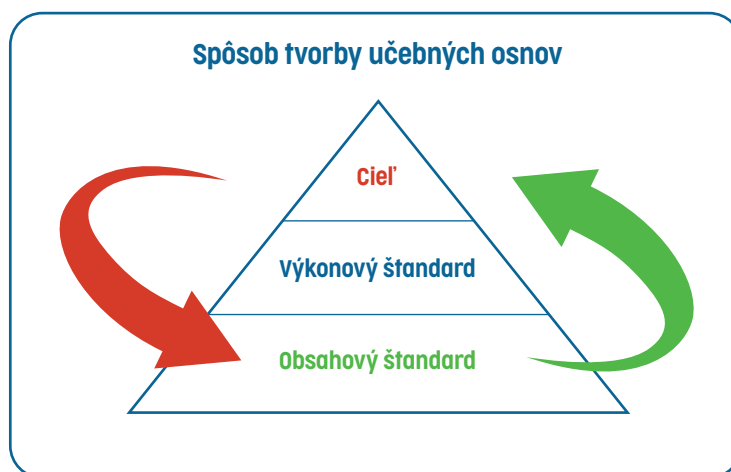 Spôsob tvorby učebných osnov
Cieľ
Výkonový štandard
Obsahový štandard